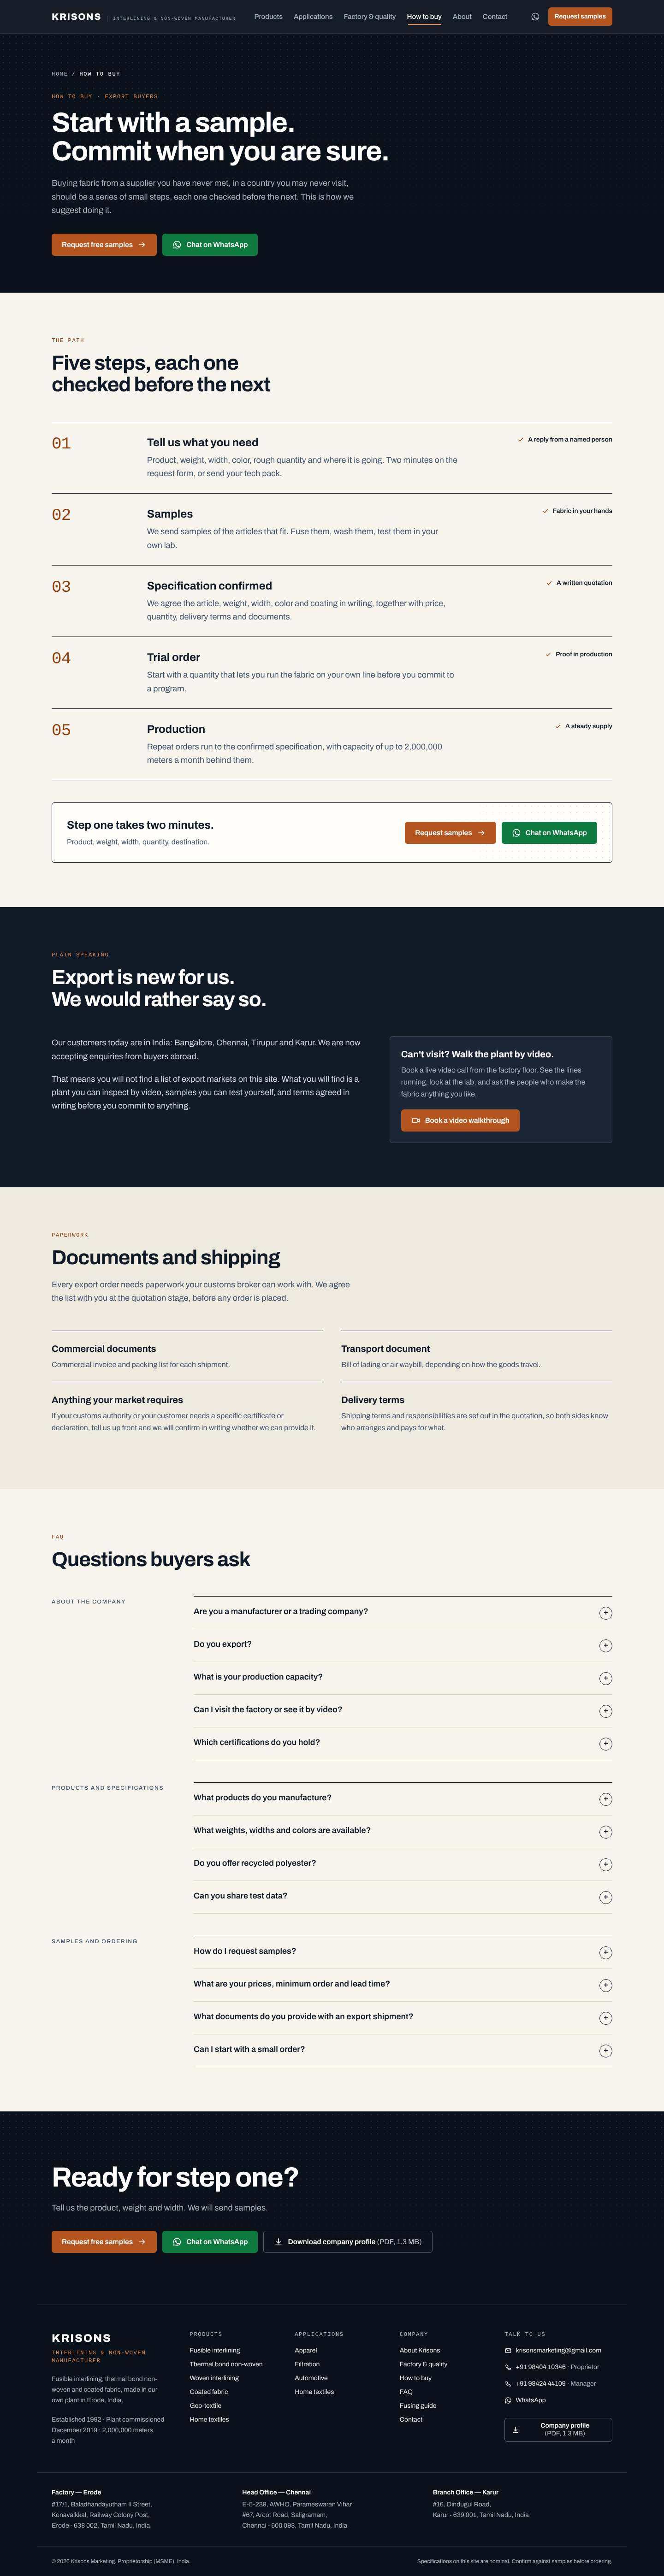 KRISONS
INTERLINING & NON-WOVEN MANUFACTURER
Products
Applications
Factory & quality
How to buy
About
Contact
Request samples
HOME / HOW TO BUY
HOW TO BUY · EXPORT BUYERS
Start with a sample.
Commit when you are sure.
Buying fabric from a supplier you have never met, in a country you may never visit,
should be a series of small steps, each one checked before the next. This is how we
suggest doing it.
Request free samples
Chat on WhatsApp
THE PATH
Five steps, each one
checked before the next
01
Tell us what you need
Product, weight, width, color, rough quantity and where it is going. Two minutes on the
request form, or send your tech pack.
A reply from a named person
02
Samples
We send samples of the articles that fit. Fuse them, wash them, test them in your
own lab.
Fabric in your hands
03
Specification confirmed
We agree the article, weight, width, color and coating in writing, together with price,
quantity, delivery terms and documents.
A written quotation
04
Trial order
Start with a quantity that lets you run the fabric on your own line before you commit to
a program.
Proof in production
05
Production
Repeat orders run to the confirmed specification, with capacity of up to 2,000,000
meters a month behind them.
A steady supply
Step one takes two minutes.
Product, weight, width, quantity, destination.
Request samples
Chat on WhatsApp
PLAIN SPEAKING
Export is new for us.
We would rather say so.
Our customers today are in India: Bangalore, Chennai, Tirupur and Karur. We are now
accepting enquiries from buyers abroad.
That means you will not find a list of export markets on this site. What you will find is a
plant you can inspect by video, samples you can test yourself, and terms agreed in
writing before you commit to anything.
Can't visit? Walk the plant by video.
Book a live video call from the factory floor. See the lines
running, look at the lab, and ask the people who make the
fabric anything you like.
Book a video walkthrough
PAPERWORK
Documents and shipping
Every export order needs paperwork your customs broker can work with. We agree
the list with you at the quotation stage, before any order is placed.
Commercial documents
Commercial invoice and packing list for each shipment.
Transport document
Bill of lading or air waybill, depending on how the goods travel.
Anything your market requires
If your customs authority or your customer needs a specific certificate or
declaration, tell us up front and we will confirm in writing whether we can provide it.
Delivery terms
Shipping terms and responsibilities are set out in the quotation, so both sides know
who arranges and pays for what.
FAQ
Questions buyers ask
ABOUT THE COMPANY
Are you a manufacturer or a trading company?
Do you export?
What is your production capacity?
Can I visit the factory or see it by video?
Which certifications do you hold?
PRODUCTS AND SPECIFICATIONS
What products do you manufacture?
What weights, widths and colors are available?
Do you offer recycled polyester?
Can you share test data?
SAMPLES AND ORDERING
How do I request samples?
What are your prices, minimum order and lead time?
What documents do you provide with an export shipment?
Can I start with a small order?
Ready for step one?
Tell us the product, weight and width. We will send samples.
Request free samples
Chat on WhatsApp
Download company profile (PDF, 1.3 MB)
KRISONS
INTERLINING & NON-WOVEN
MANUFACTURER
Fusible interlining, thermal bond non-
woven and coated fabric, made in our
own plant in Erode, India.
Established 1992 · Plant commissioned
December 2019 · 2,000,000 meters
a month
PRODUCTS
Fusible interlining
Thermal bond non-woven
Woven interlining
Coated fabric
Geo-textile
Home textiles
APPLICATIONS
Apparel
Filtration
Automotive
Home textiles
COMPANY
About Krisons
Factory & quality
How to buy
FAQ
Fusing guide
Contact
TALK TO US
krisonsmarketing@gmail.com
+91 98404 10346 · Proprietor
+91 98424 44109 · Manager
WhatsApp
Company profile
(PDF, 1.3 MB)
Factory — Erode
#17/1, Baladhandayutham II Street,
Konavaikkal, Railway Colony Post,
Erode - 638 002, Tamil Nadu, India
Head Office — Chennai
E-5-239, AWHO, Parameswaran Vihar,
#67, Arcot Road, Saligramam,
Chennai - 600 093, Tamil Nadu, India
Branch Office — Karur
#16, Dindugul Road,
Karur - 639 001, Tamil Nadu, India
© 2026 Krisons Marketing. Proprietorship (MSME), India.
Specifications on this site are nominal. Confirm against samples before ordering.